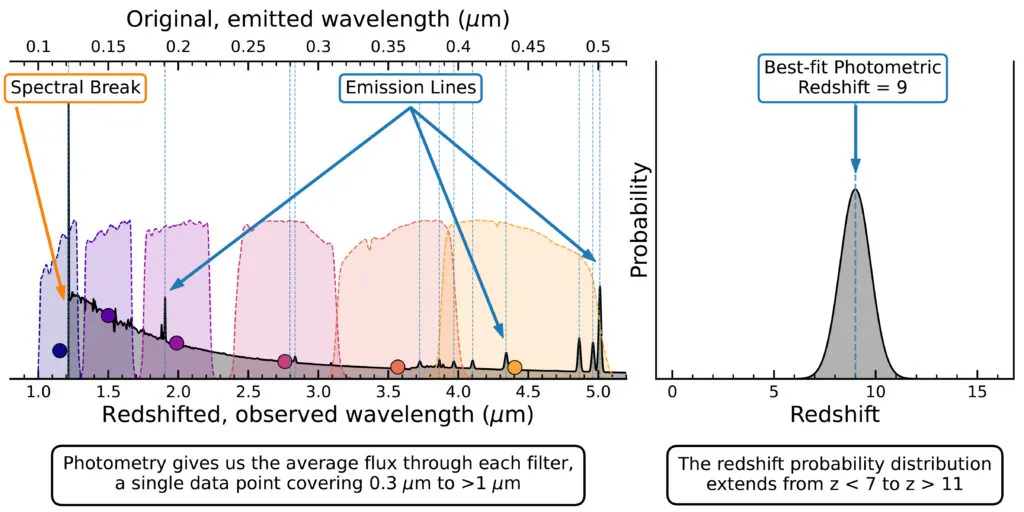 Original, emitted wavelength (μm)
0.1 0.15 0.2 0.25 0.3 0.35 0.4 0.45 0.5
Spectral Break
Emission Lines
1.0 1.5 2.0 2.5 3.0 3.5 4.0 4.5 5.0
Redshifted, observed wavelength (μm)
Photometry gives us the average flux through each filter,
a single data point covering 0.3 μm to >1 μm
Best-fit Photometric
Redshift = 9
Probability
0 5 10 15
Redshift
The redshift probability distribution
extends from z < 7 to z > 11